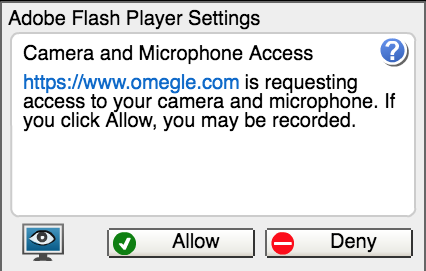 Adobe Flash Player Settings
Camera and Microphone Access
?
https://www.omegle.com is requesting
access to your camera and microphone. If
you click Allow, you may be recorded.
Allow
Deny